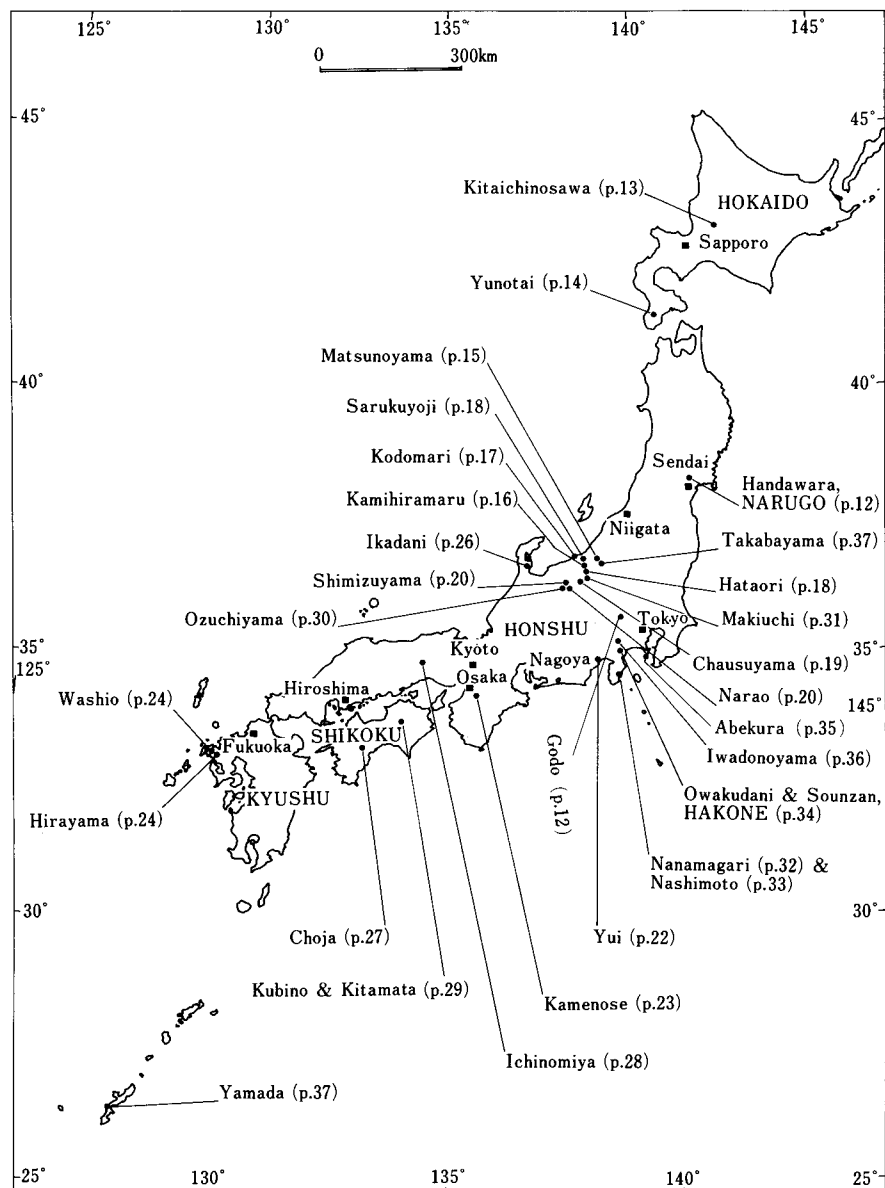 125° 130° 135° 140° 145°
0 300km
45°
45°
Kitaichinosawa (p.13)
HOKAIDO
Sapporo
Yunotai (p.14)
Matsunoyama (p.15)
40°
40°
Sarukuyoji (p.18)
Kodomari (p.17)
Sendai
Kamihiramaru (p.16)
Handawara,
NARUGO (p.12)
Niigata
Ikadani (p.26)
Takabayama (p.37)
Shimizuyama (p.20)
Hataori (p.18)
Ozuchiyama (p.30)
Makiuchi (p.31)
Tokyo
HONSHU
35°
35°
Kyōto
Nagoya
Chausuyama (p.19)
125°
Osaka
Washio (p.24)
Hiroshima
Narao (p.20)
145°
SHIKOKU
Abekura (p.35)
Fukuoka
Iwadonoyama (p.36)
Godo (p.12)
KYUSHU
Owakudani & Sounzan,
HAKONE (p.34)
Hirayama (p.24)
Nanamagari (p.32) &
Nashimoto (p.33)
30°
30°
Choja (p.27)
Yui (p.22)
Kubino & Kitamata (p.29)
Kamenose (p.23)
Ichinomiya (p.28)
Yamada (p.37)
25°
25°
130° 135° 140°